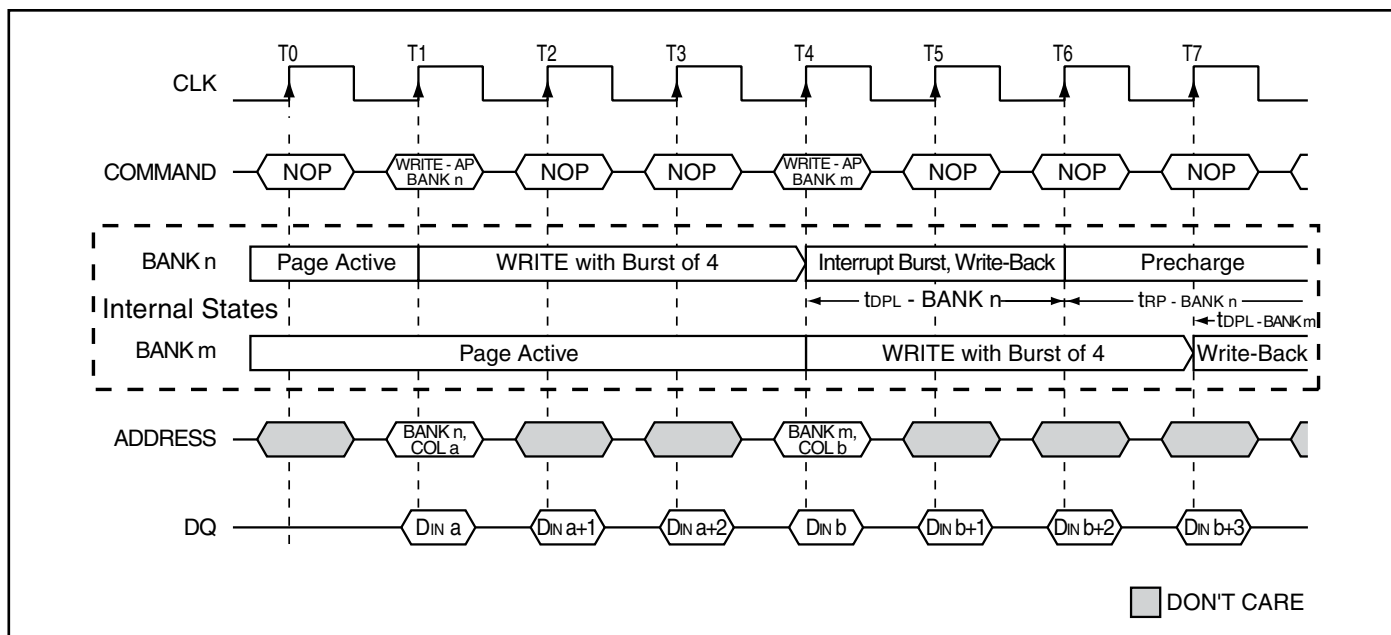 T0 T1 T2 T3 T4 T5 T6 T7
CLK
COMMAND NOP WRITE - AP BANK n NOP NOP WRITE - AP BANK m NOP NOP NOP
BANK n Page Active WRITE with Burst of 4 Interrupt Burst, Write-Back Precharge
tDPL - BANK n tRP - BANK n
Internal States
tDPL - BANK m
BANK m Page Active WRITE with Burst of 4 Write-Back
ADDRESS BANK n, COL a BANK m, COL b
DQ DIN a DIN a+1 DIN a+2 DIN b DIN b+1 DIN b+2 DIN b+3
DON'T CARE